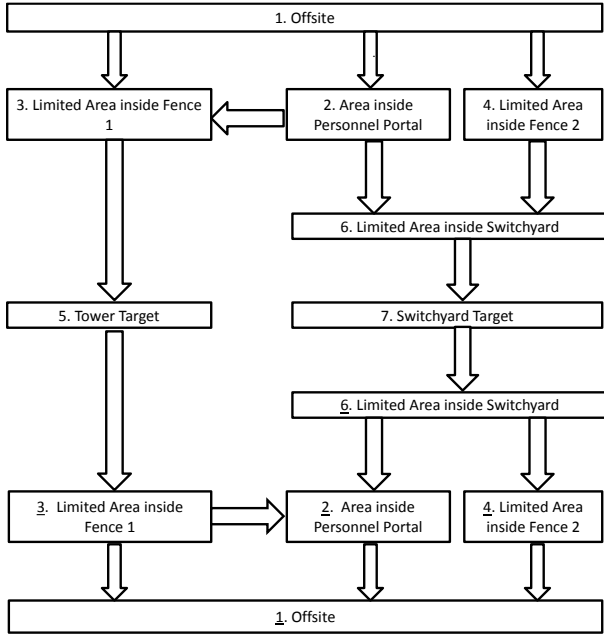 1. Offsite
3. Limited Area inside Fence
1
2. Area inside
Personnel Portal
4. Limited Area
inside Fence 2
6. Limited Area inside Switchyard
5. Tower Target
7. Switchyard Target
6. Limited Area inside Switchyard
3. Limited Area inside
Fence 1
2. Area inside
Personnel Portal
4. Limited Area
inside Fence 2
1. Offsite